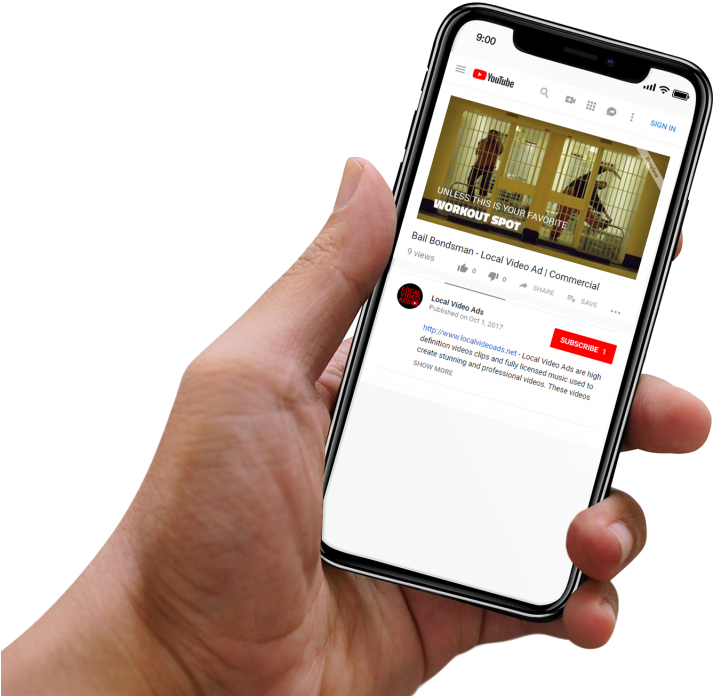 9:00
YouTube
SIGN IN
UNLESS THIS IS YOUR FAVORITE
WORKOUT SPOT
Bail Bondsman - Local Video Ad | Commercial
9 views
0
0
SHARE
SAVE
LOCAL
VIDEO
ADS
Local Video Ads
Published on Oct 1, 2017
SUBSCRIBE 1
http://www.localvideoads.net - Local Video Ads are high
definition videos clips and fully licensed music used to
create stunning and professional videos. These videos
SHOW MORE